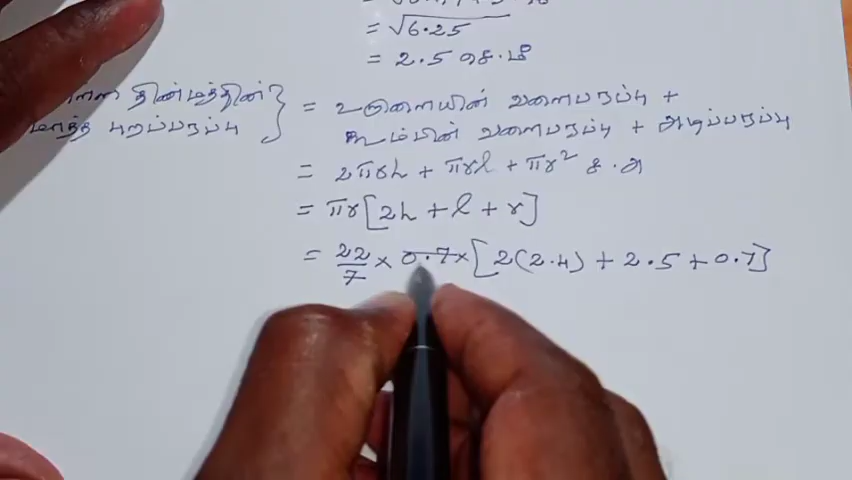 = √6.25
= 2.5 செ.மீ
திண்மத்தின் } = உருளையின் வளைபரப்பு +
புறப்பரப்பு கூம்பின் வளைபரப்பு + அடிப்பரப்பு
= 2πrh + πrl + πr² ச.அ
= πr[2h + l + r]
= 22/7 × 0.7 × [2(2.4) + 2.5 + 0.7]